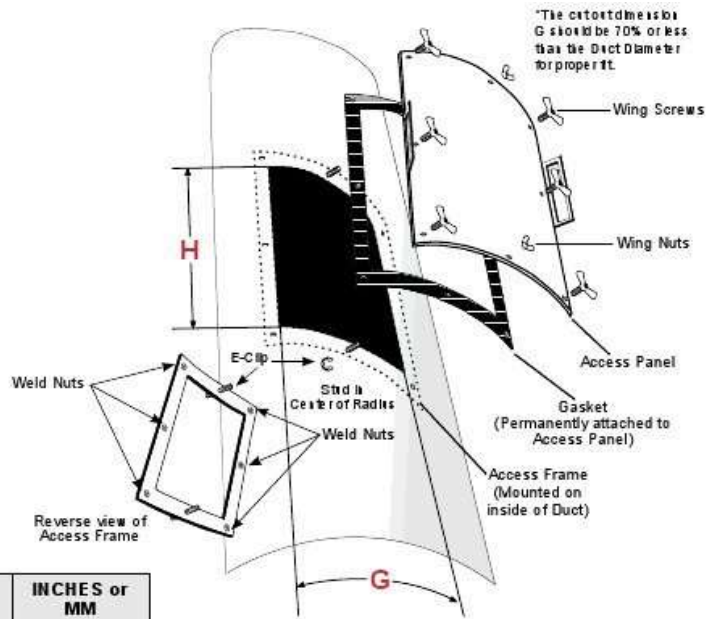 "The cutout dimension
G should be 70% or less
than the Duct Diameter
for proper fit.
Wing Screws
H
Wing Nuts
Access Panel
E-Clip
Stud in
Center of Radius
Weld Nuts
Weld Nuts
Gasket
(Permanently attached to
Access Panel)
Access Frame
(Mounted on
inside of Duct)
Reverse view of
Access Frame
G
INCHES or
MM